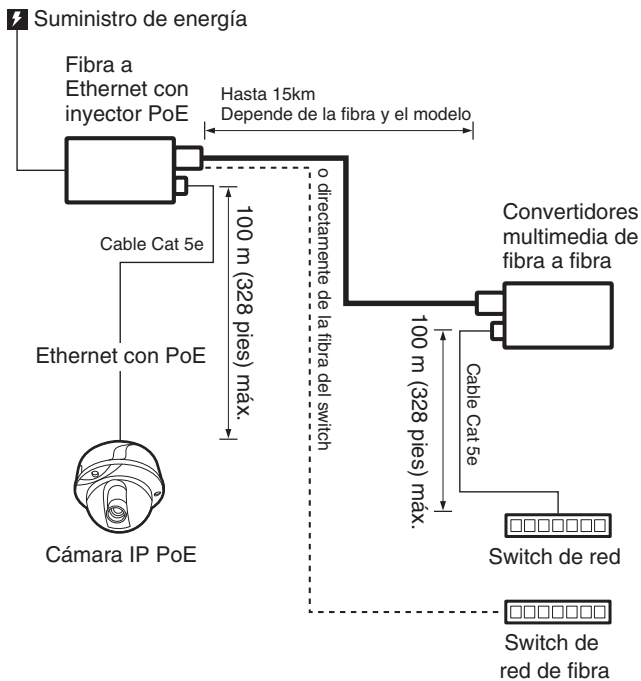 Suministro de energía
Fibra a
Ethernet con
inyector PoE
Hasta 15km
Depende de la fibra y el modelo
o directamente de la fibra del switch
100 m (328 pies) máx.
Cable Cat 5e
Convertidores
multimedia de
fibra a fibra
100 m (328 pies) máx.
Cable Cat 5e
Ethernet con PoE
Cámara IP PoE
Switch de red
Switch de
red de fibra